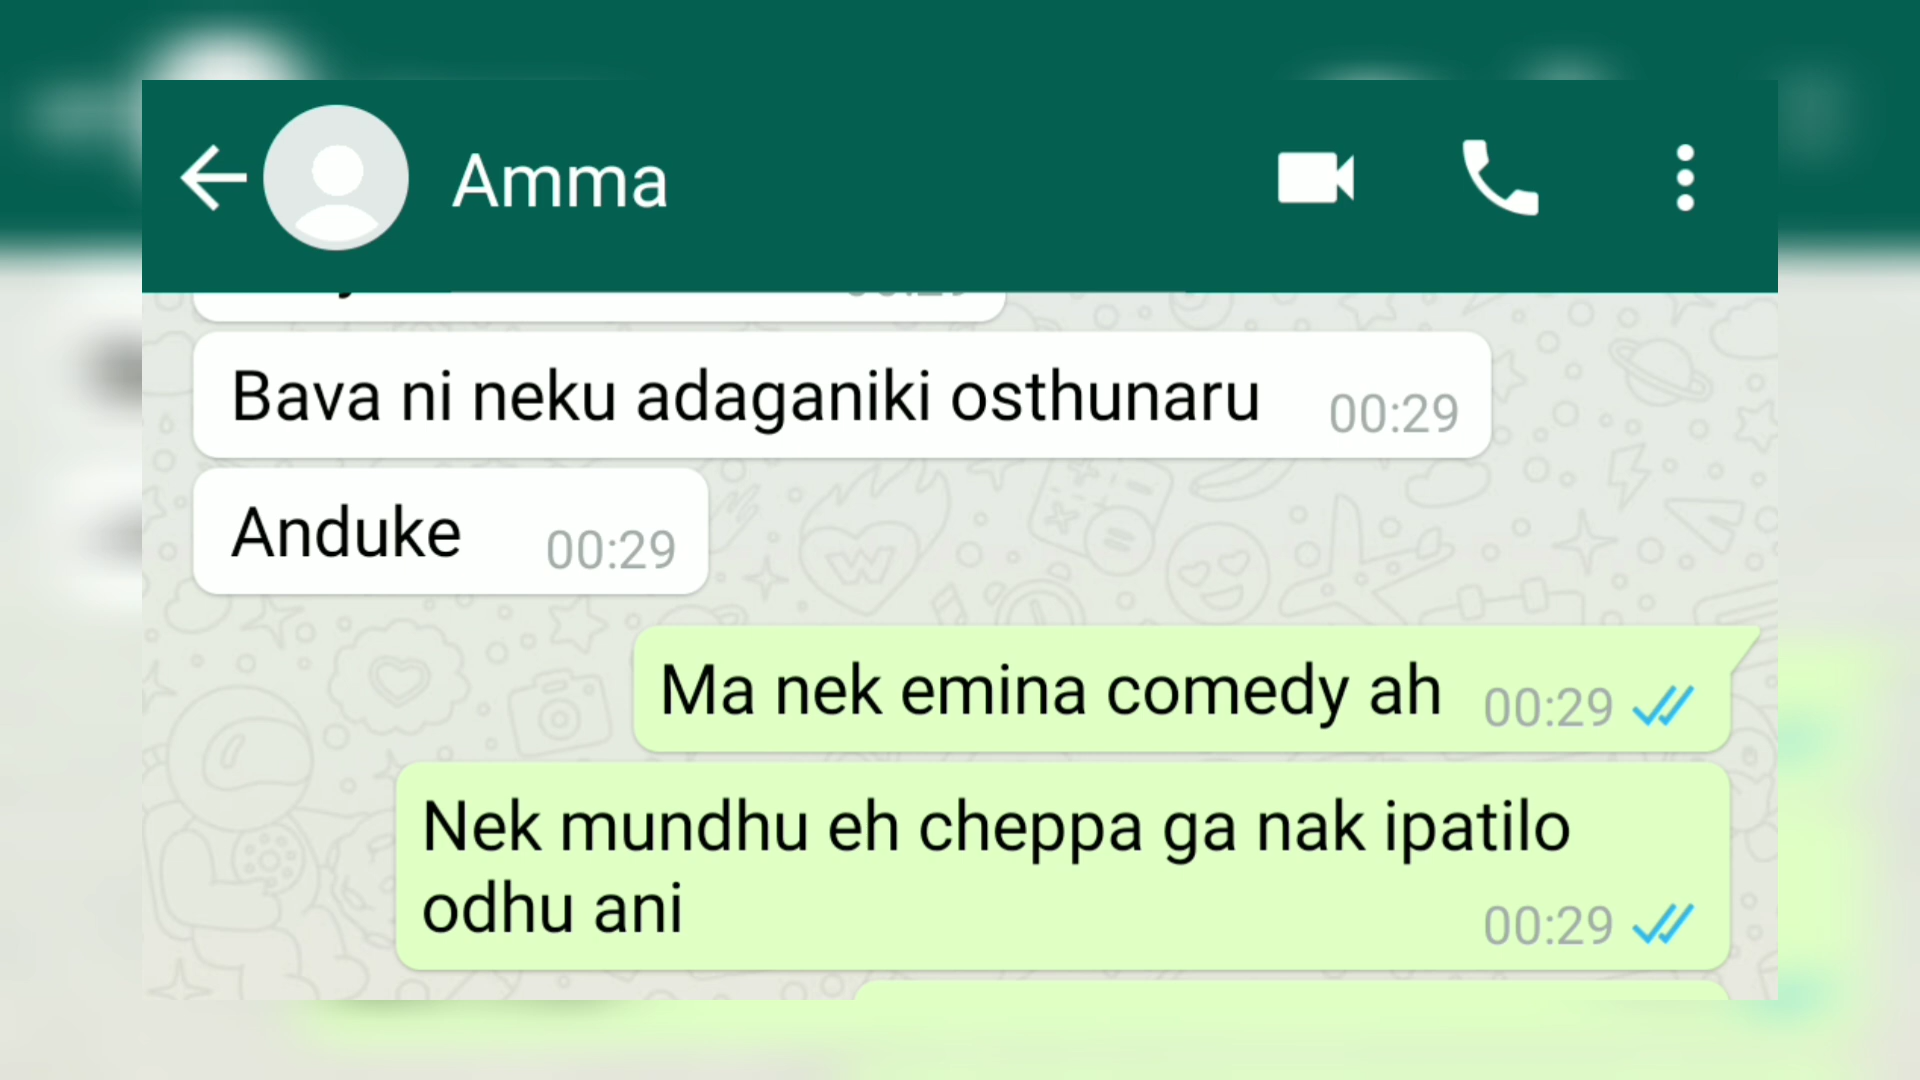 Amma
Bava ni neku adaganiki osthunaru 00:29
Anduke 00:29
Ma nek emina comedy ah 00:29
Nek mundhu eh cheppa ga nak ipatilo
odhu ani 00:29